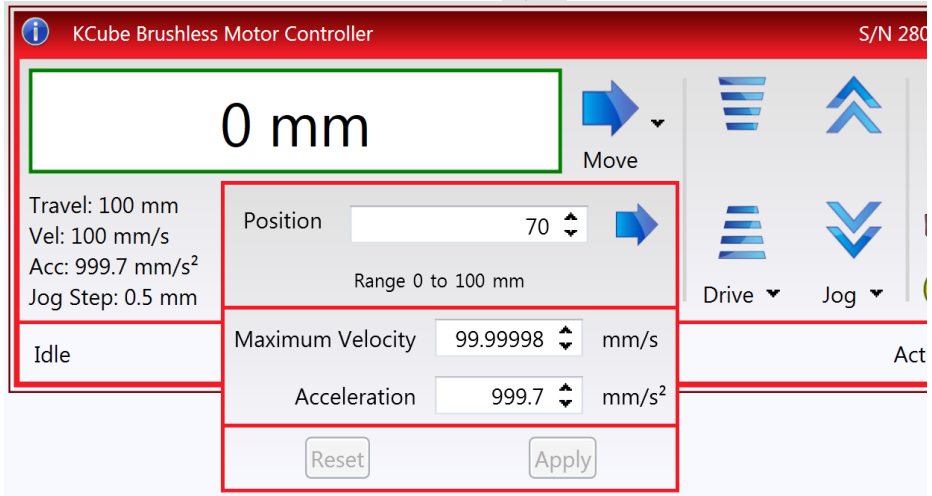 KCube Brushless Motor Controller
S/N 280
0 mm
Move
Travel: 100 mm
Vel: 100 mm/s
Acc: 999.7 mm/s²
Jog Step: 0.5 mm
Position 70
Range 0 to 100 mm
Drive
Jog
Maximum Velocity 99.99998 mm/s
Acceleration 999.7 mm/s²
Reset Apply
Idle
Act